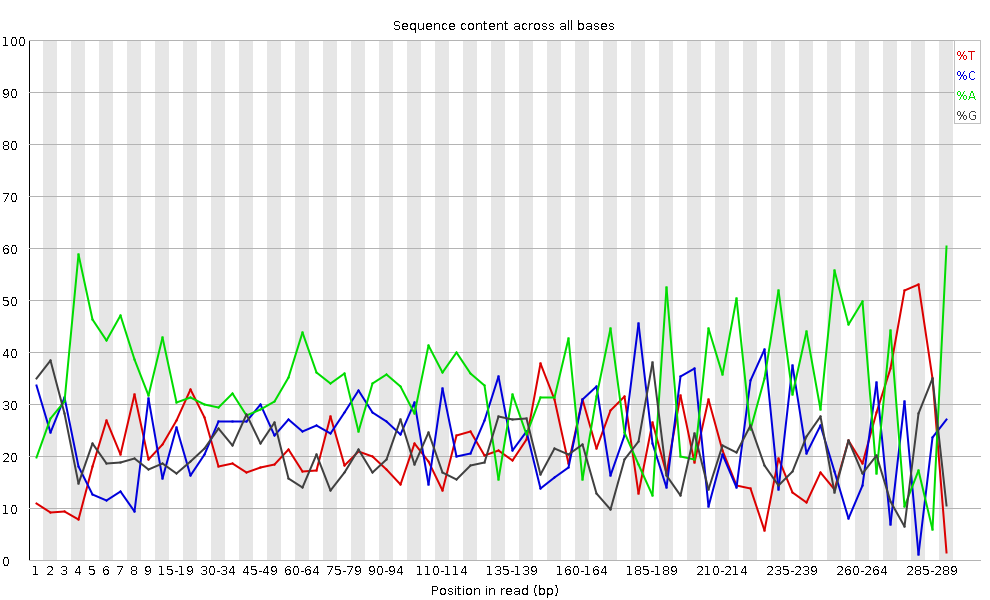 Sequence content across all bases
100
90
80
70
60
50
40
30
20
10
0
%T
%C
%A
%G
1 2 3 4 5 6 7 8 9 15-19 30-34 45-49 60-64 75-79 90-94 110-114 135-139 160-164 185-189 210-214 235-239 260-264 285-289
Position in read (bp)